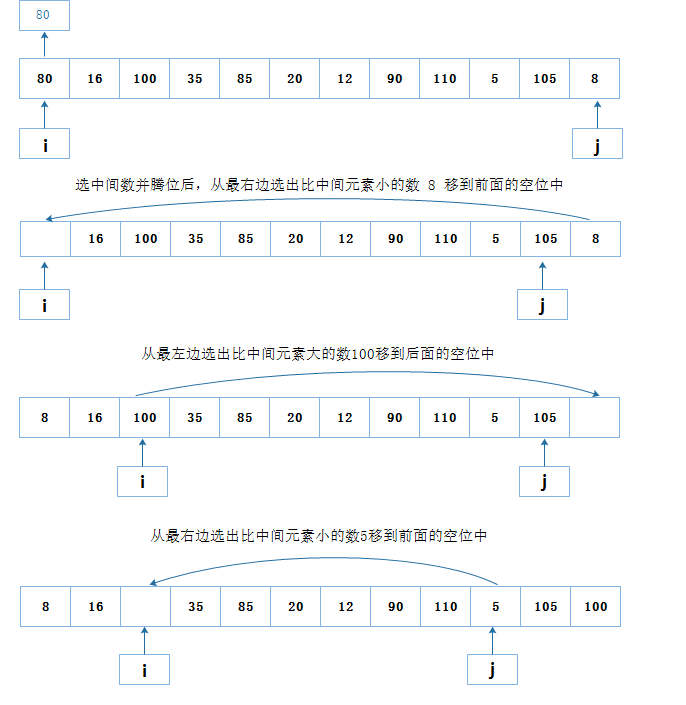 80
80 16 100 35 85 20 12 90 110 5 105 8
i j
选中间数并腾位后，从最右边选出比中间元素小的数 8 移到前面的空位中
16 100 35 85 20 12 90 110 5 105 8
i j
从最左边选出比中间元素大的数100移到后面的空位中
8 16 100 35 85 20 12 90 110 5 105
i j
从最右边选出比中间元素小的数5移到前面的空位中
8 16 35 85 20 12 90 110 5 105 100
i j